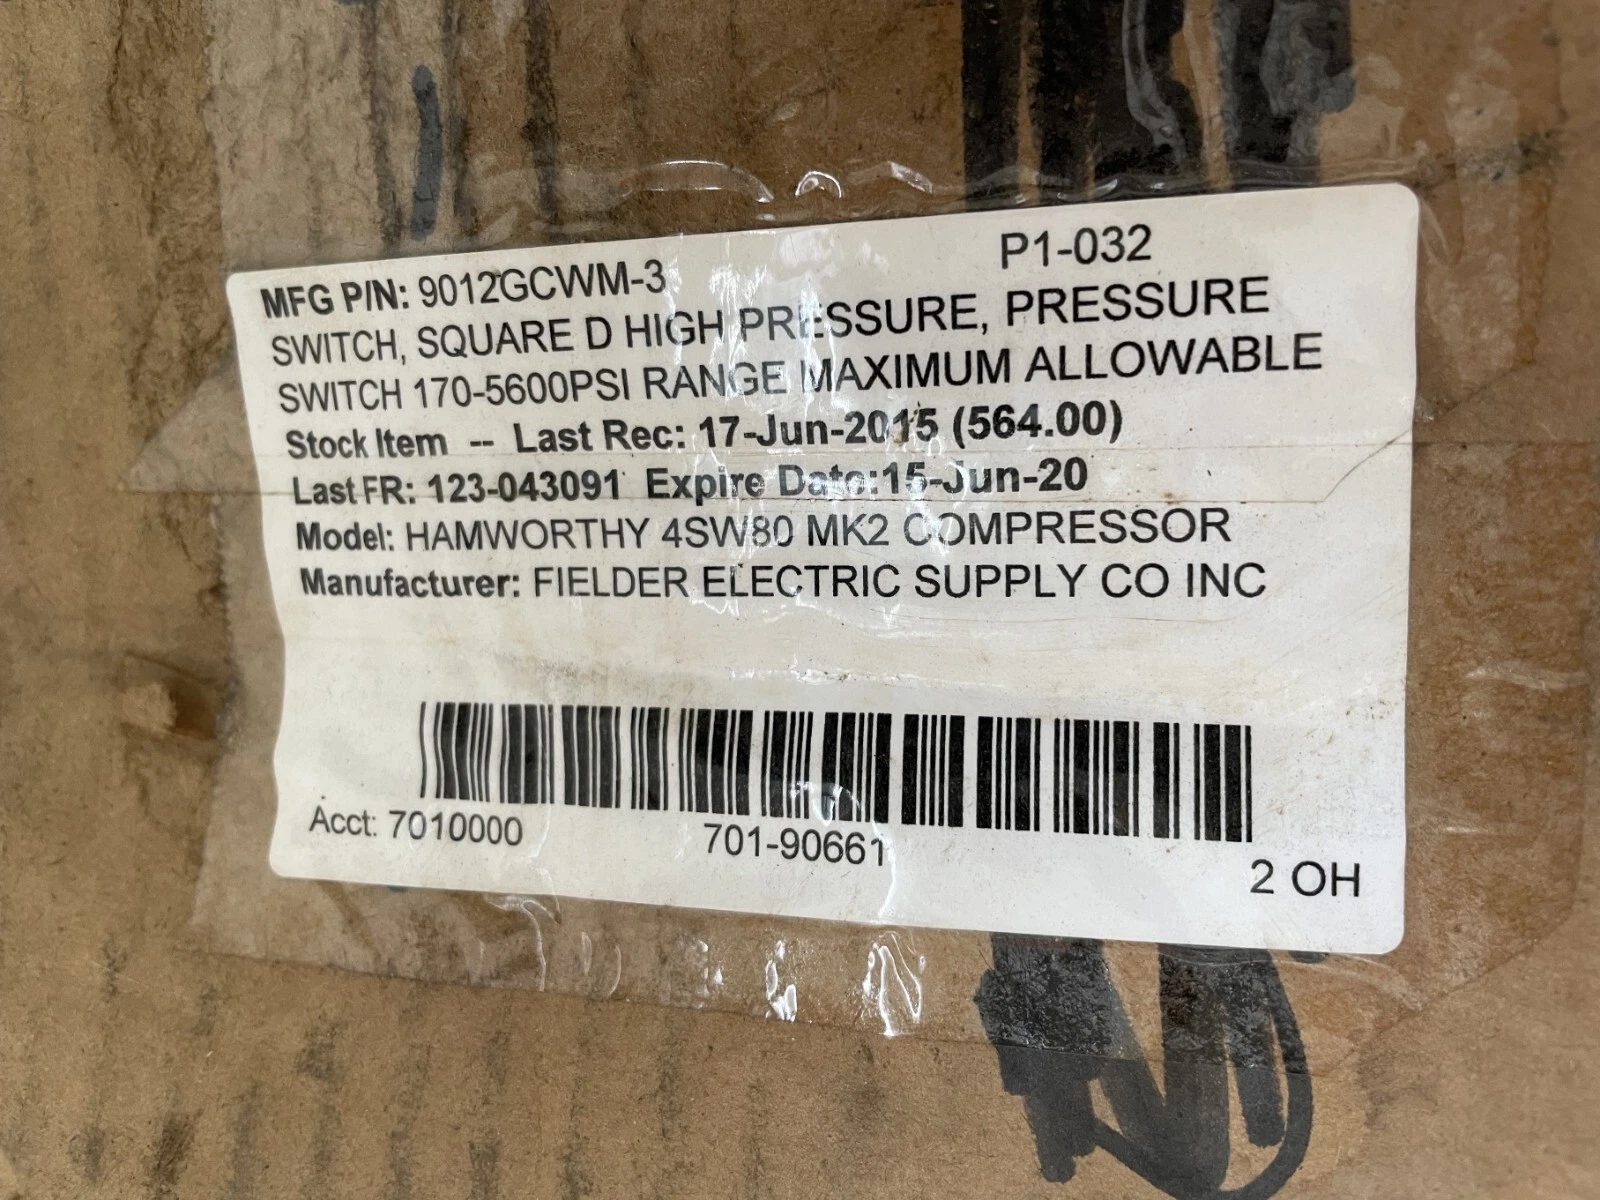 P1-032
MFG P/N: 9012GCWM-3
SWITCH, SQUARE D HIGH PRESSURE, PRESSURE
SWITCH 170-5600PSI RANGE MAXIMUM ALLOWABLE
Stock Item -- Last Rec: 17-Jun-2015 (564.00)
Last FR: 123-043091 Expire Date:15-Jun-20
Model: HAMWORTHY 4SW80 MK2 COMPRESSOR
Manufacturer: FIELDER ELECTRIC SUPPLY CO INC
Acct: 7010000 701-90661
2 OH